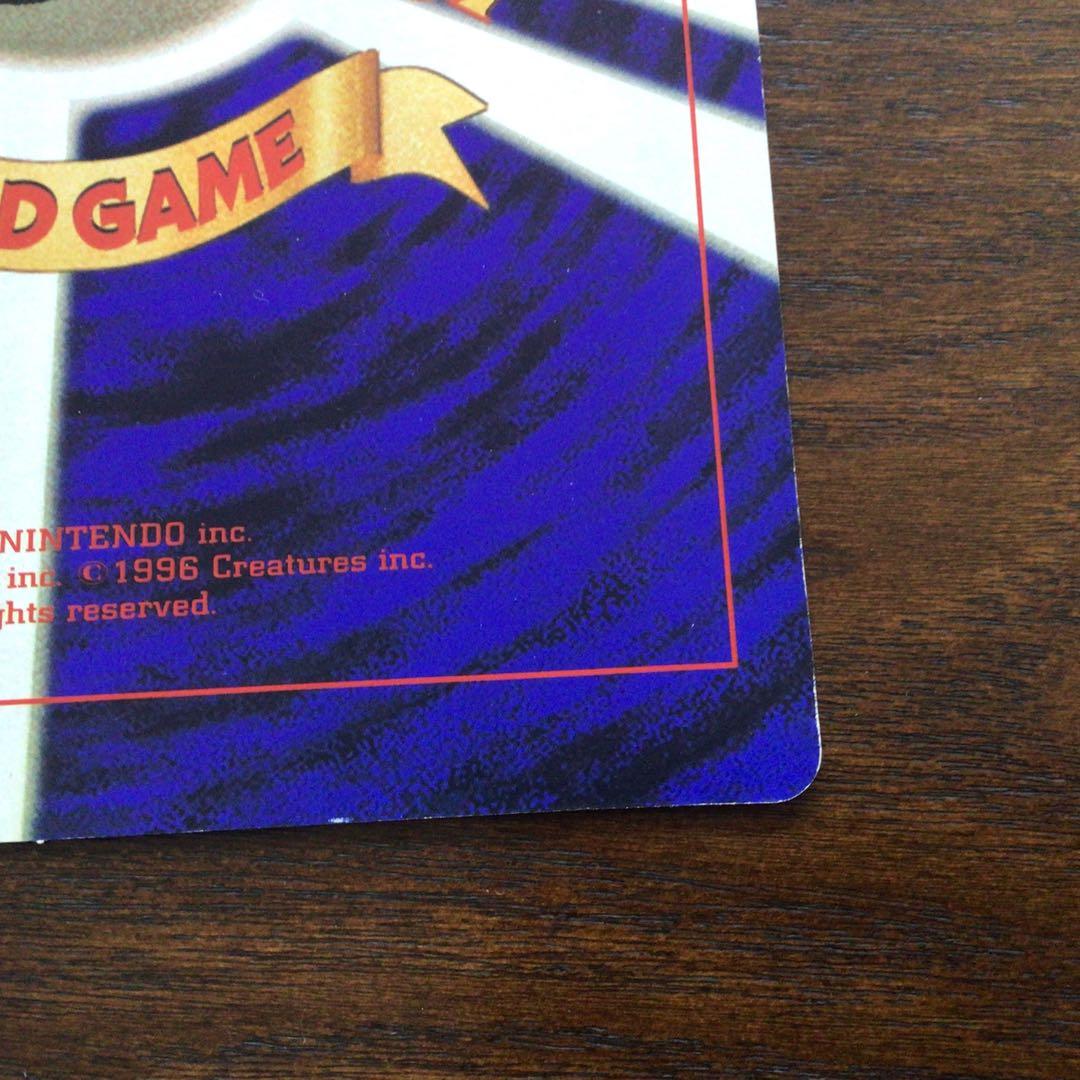 D GAME
NINTENDO inc.
inc. ©1996 Creatures inc.
ghts reserved.